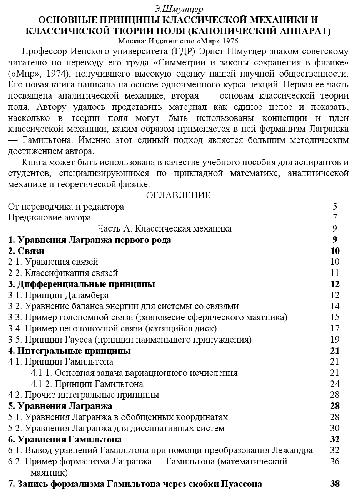 Э.Шмутцер
ОСНОВНЫЕ ПРИНЦИПЫ КЛАССИЧЕСКОЙ МЕХАНИКИ И
КЛАССИЧЕСКОЙ ТЕОРИИ ПОЛЯ (КАНОНИЧЕСКИЙ АППАРАТ)
Москва: Издательство «Мир» 1976
Профессор Йенского университета (ГДР) Эрнст Шмутцер знаком советскому
читателю по переводу его труда «Симметрии и законы сохранения в физике»
(«Мир», 1974), получившего высокую оценку нашей научной общественности.
Его новая книга написана на основе одноименного курса лекций. Первая ее часть
посвящена аналитической механике, вторая — основам классической теории
поля. Автору удалось представить материал как единое целое и показать,
насколько в теории поля могут быть использованы концепции и идеи
классической механики, каким образом применяется в ней формализм Лагранжа
— Гамильтона. Именно этот единый подход является большим методическим
достижением автора.
Книга может быть использована в качестве учебного пособия для аспирантов и
студентов, специализирующихся по прикладной математике, аналитической
механике и теоретической физике.
ОГЛАВЛЕНИЕ
От переводчика и редактора 5
Предисловие автора 7
Часть А. Классическая механика 9
1. Уравнения Лагранжа первого рода 9
2. Связи 10
2.1. Уравнения связей 10
2.2. Классификация связей 11
3. Дифференциальные принципы 12
3.1. Принцип Даламбера 12
3.2. Уравнение баланса энергии для системы со связями 14
3.3. Пример голономной связи (движение сферического маятника) 15
3.4. Пример неголономной связи (катящийся диск) 17
3.5. Принцип Гаусса (принцип наименьшего принуждения) 19
4. Интегральные принципы 21
4.1. Принцип Гамильтона 21
4.1.1. Основная задача вариационного исчисления 21
4.1.2. Принцип Гамильтона 24
4.2. Прочие интегральные принципы 28
5. Уравнения Лагранжа 28
5.1. Уравнения Лагранжа в обобщенных координатах 28
5.2. Уравнения Лагранжа для диссипативных систем 30
6. Уравнения Гамильтона 32
6.1. Вывод уравнений Гамильтона при помощи преобразования Лежандра 32
6.2. Пример формализма Лагранжа — Гамильтона (математический 36
маятник)
7. Запись формализма Гамильтона через скобки Пуассона 38